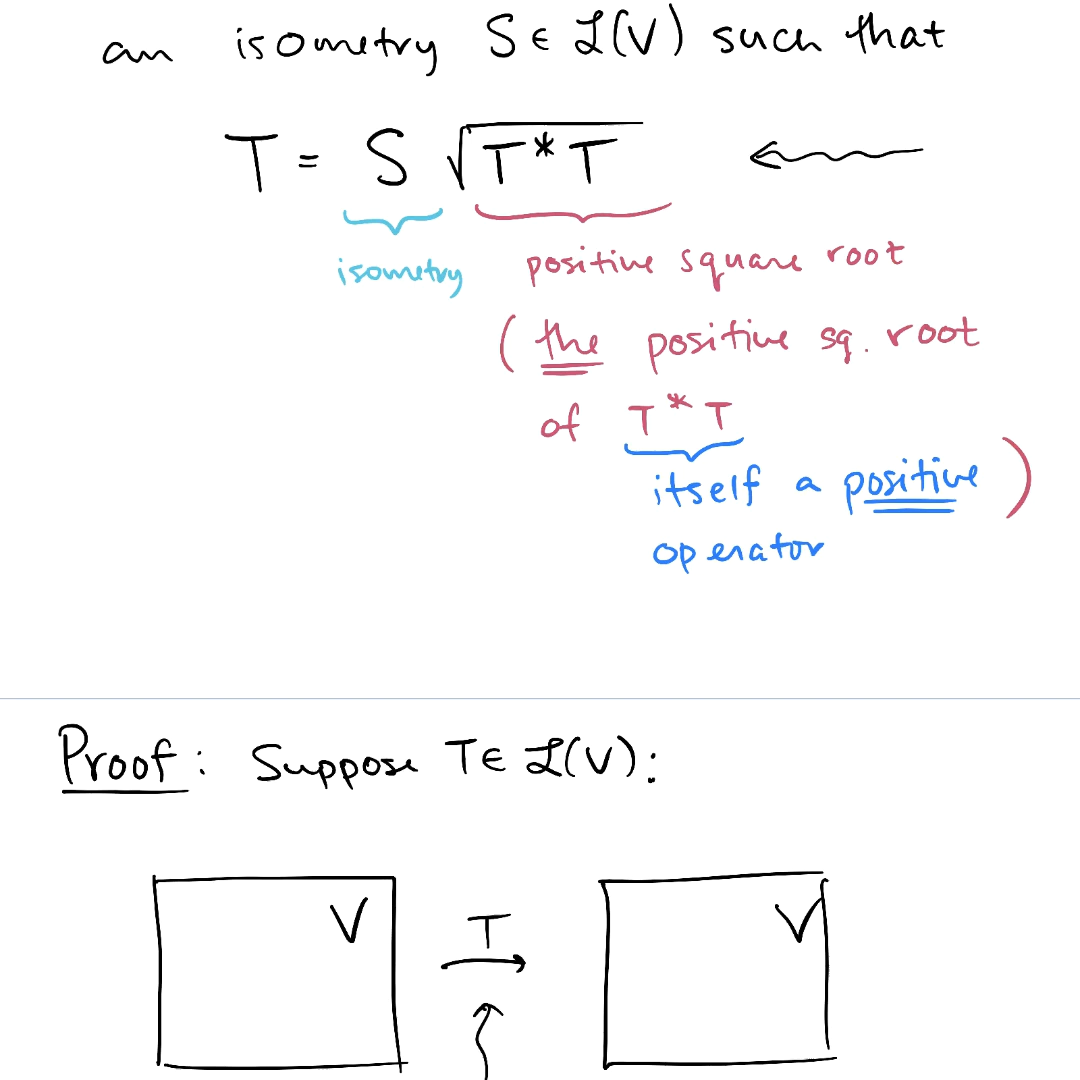 an isometry S ∈ ℒ(V) such that
T = S √T*T
isometry positive square root
(the positive sq. root
of T*T
itself a positive)
operator
Proof: Suppose T ∈ ℒ(V):
V T V